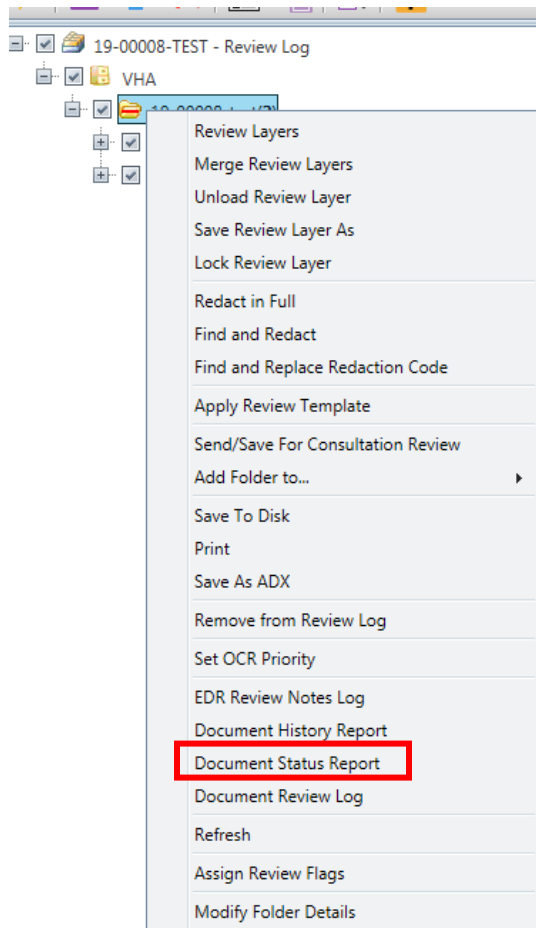 19-00008-TEST - Review Log
VHA
Review Layers
Merge Review Layers
Unload Review Layer
Save Review Layer As
Lock Review Layer
Redact in Full
Find and Redact
Find and Replace Redaction Code
Apply Review Template
Send/Save For Consultation Review
Add Folder to...
Save To Disk
Print
Save As ADX
Remove from Review Log
Set OCR Priority
EDR Review Notes Log
Document History Report
Document Status Report
Document Review Log
Refresh
Assign Review Flags
Modify Folder Details